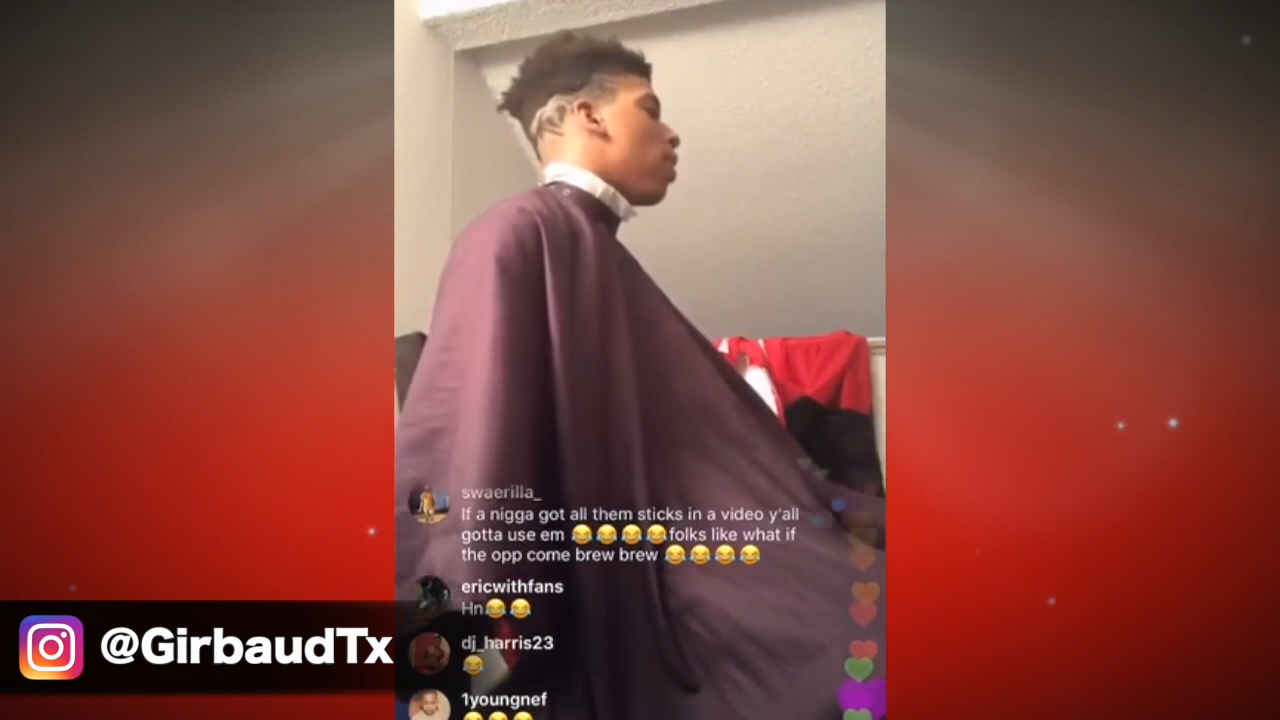 swaerilla_
If a nigga got all them sticks in a video y'all
gotta use em 😂😂😂😂folks like what if
the opp come brew brew 😂😂😂😂
ericwithfans
Hn😂😂
dj_harris23
😂
1youngnef
😂😂😂
@GirbaudTx